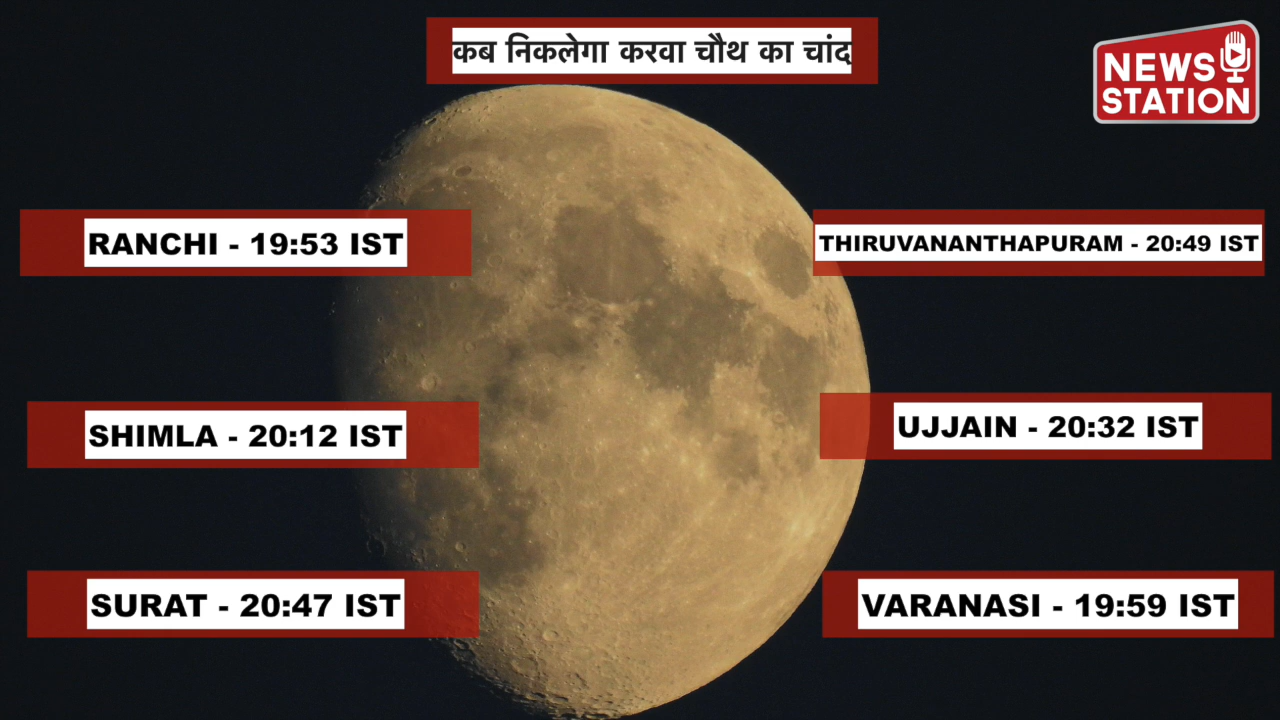 कब निकलेगा करवा चौथ का चांद
NEWS
STATION
RANCHI - 19:53 IST
THIRUVANANTHAPURAM - 20:49 IST
SHIMLA - 20:12 IST
UJJAIN - 20:32 IST
SURAT - 20:47 IST
VARANASI - 19:59 IST